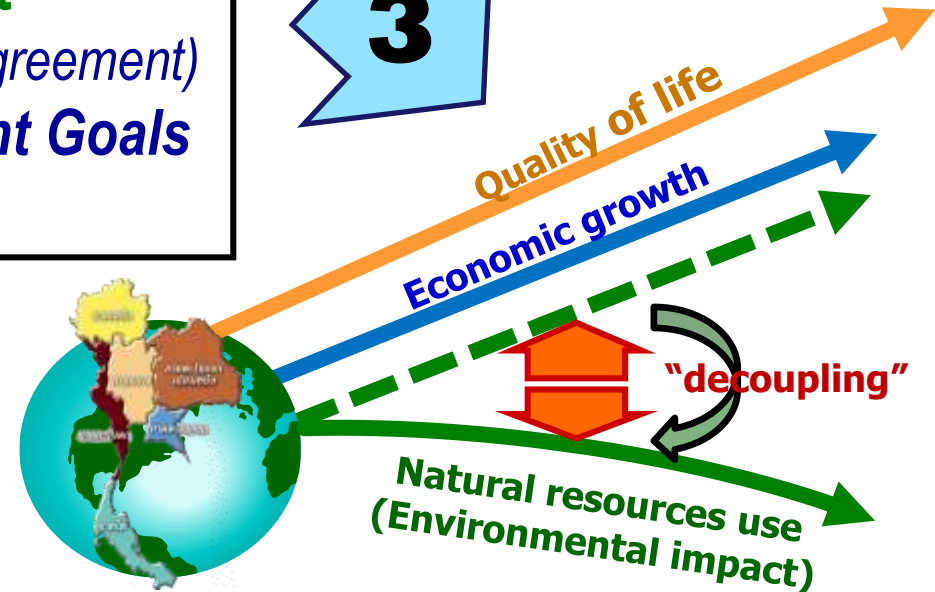 greement)
nt Goals
3
Quality of life
Economic growth
“decoupling”
Natural resources use
(Environmental impact)